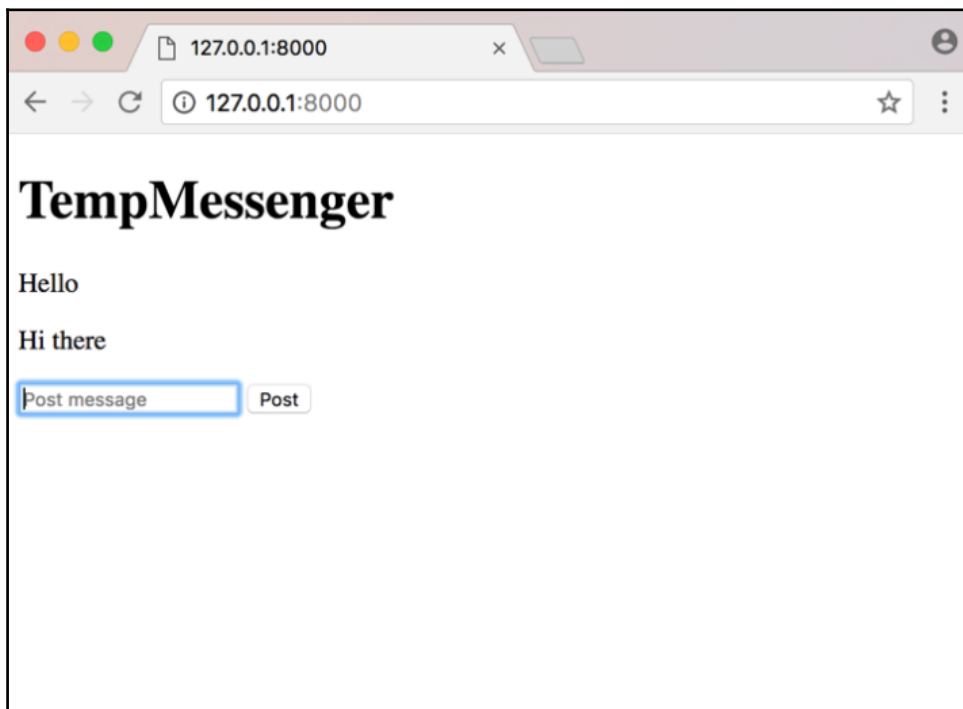 127.0.0.1:8000
127.0.0.1:8000
TempMessenger
Hello
Hi there
Post message Post